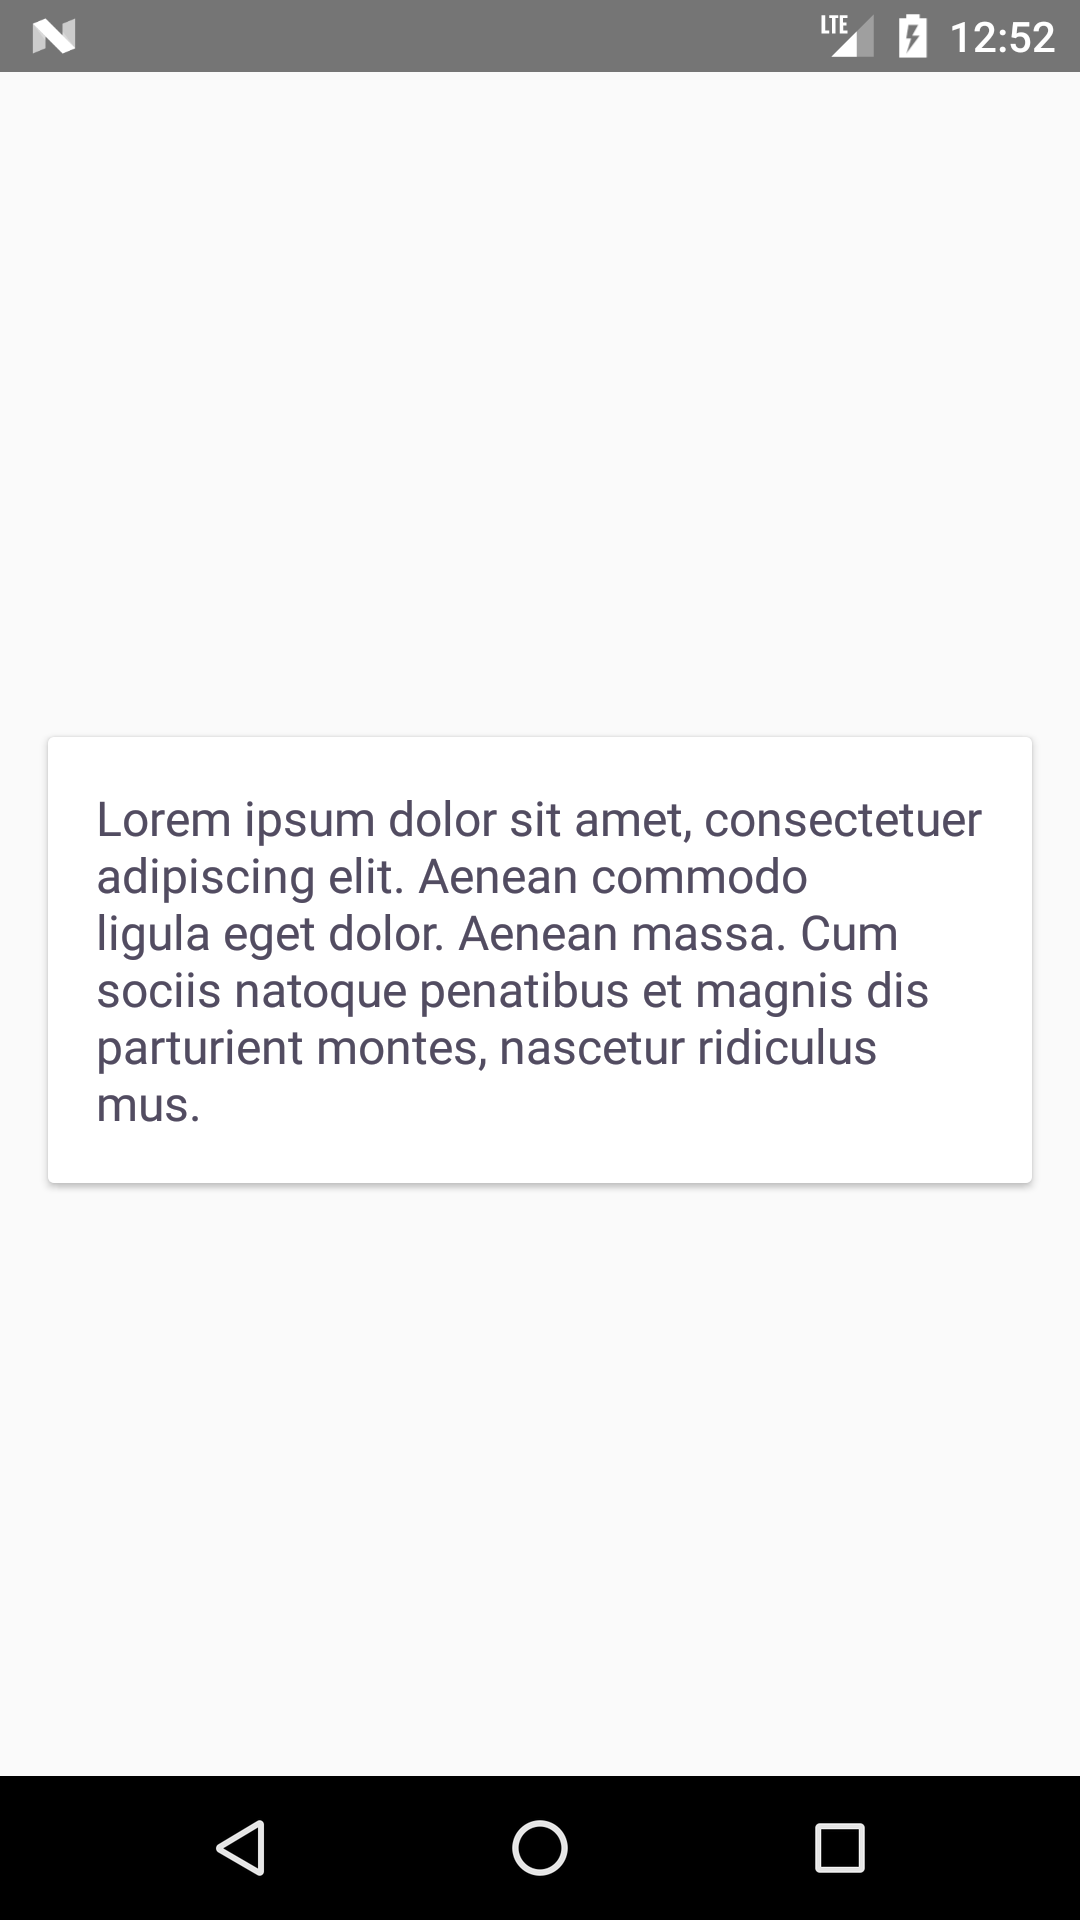 LTE 12:52
Lorem ipsum dolor sit amet, consectetuer
adipiscing elit. Aenean commodo
ligula eget dolor. Aenean massa. Cum
sociis natoque penatibus et magnis dis
parturient montes, nascetur ridiculus
mus.